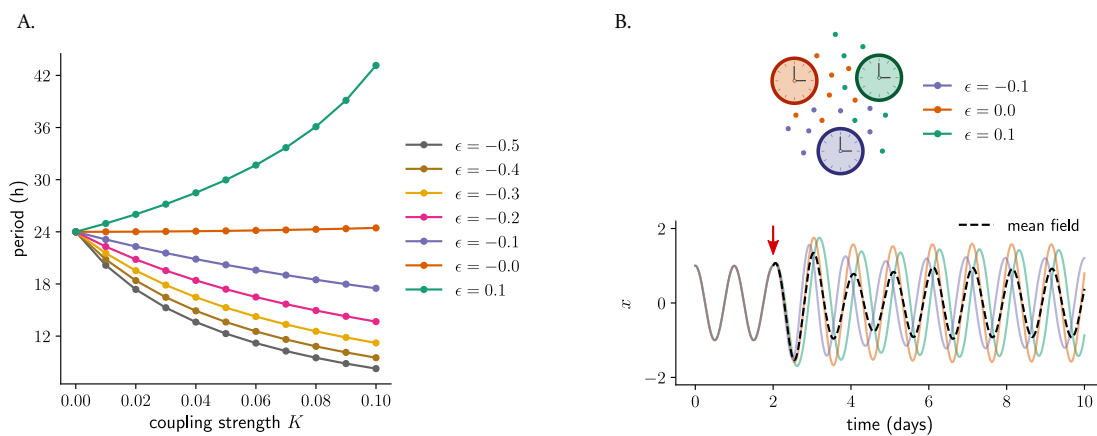 A.
period (h)
42
36
30
24
18
12
0.00 0.02 0.04 0.06 0.08 0.10
coupling strength K
ϵ = −0.5
ϵ = −0.4
ϵ = −0.3
ϵ = −0.2
ϵ = −0.1
ϵ = −0.0
ϵ = 0.1
B.
ϵ = −0.1
ϵ = 0.0
ϵ = 0.1
mean field
x
2
0
−2
0 2 4 6 8 10
time (days)